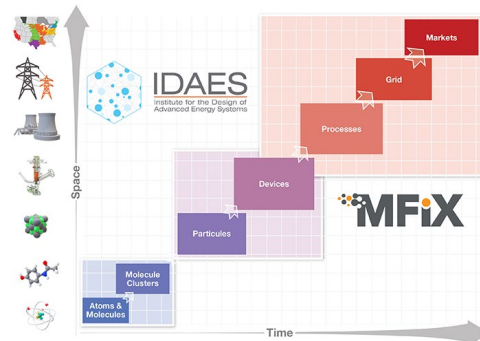 Markets
Grid
IDAES
Institute for the Design of
Advanced Energy Systems
Processes
Devices
MFiX
Particules
Molecule
Clusters
Atoms &
Molecules
Space
Time